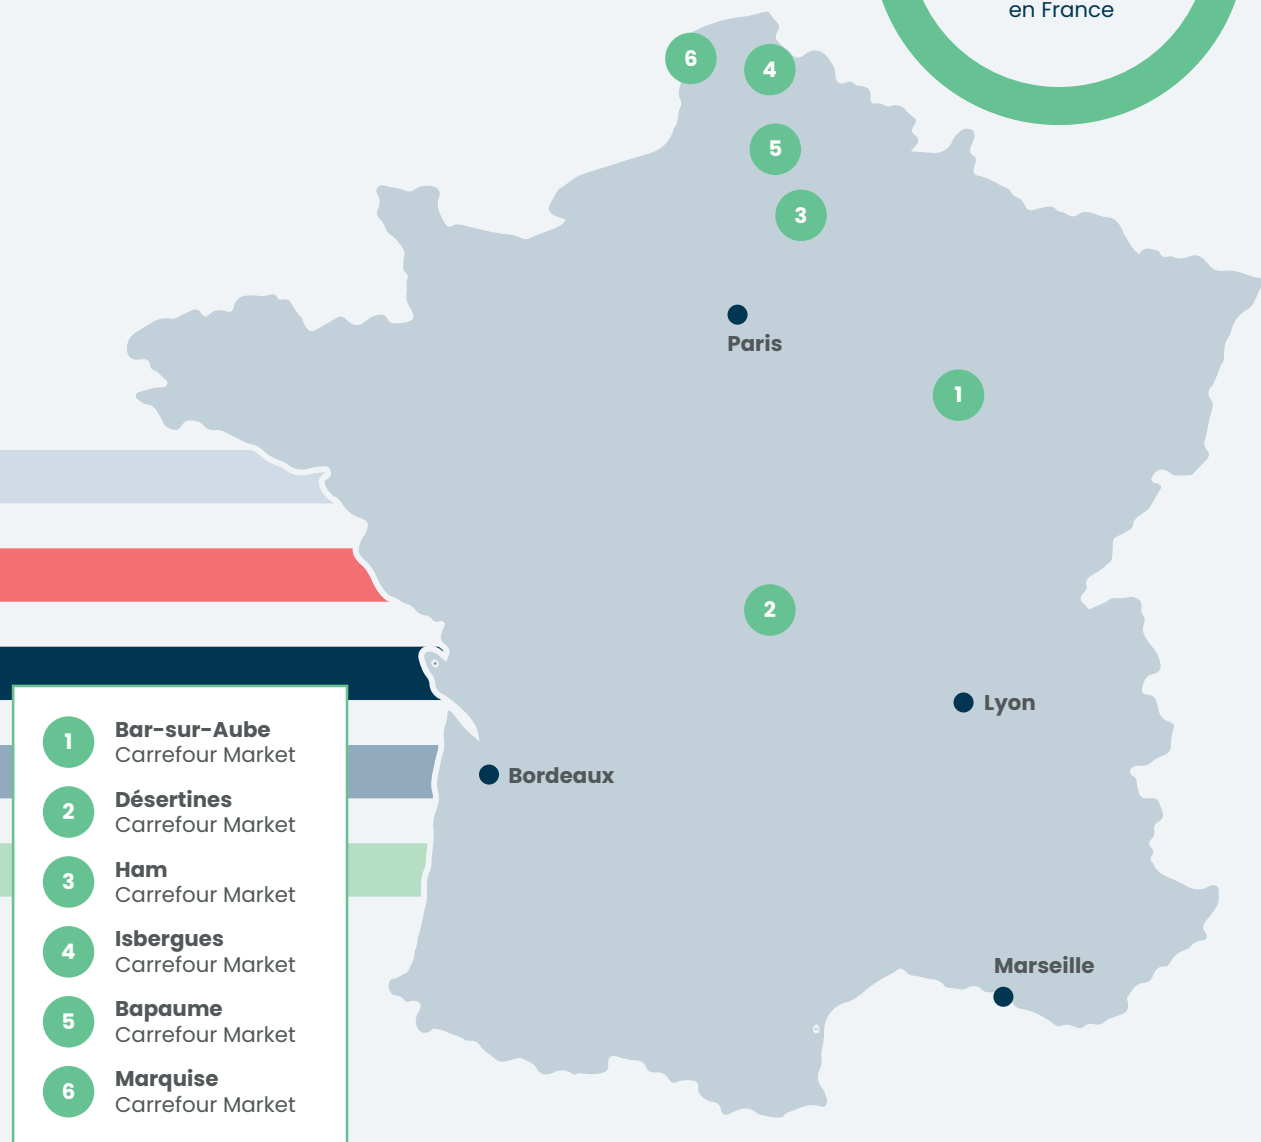 en France
6
4
5
3
Paris
1
2
Lyon
Bordeaux
Marseille
1
Bar-sur-Aube
Carrefour Market
2
Désertines
Carrefour Market
3
Ham
Carrefour Market
4
Isbergues
Carrefour Market
5
Bapaume
Carrefour Market
6
Marquise
Carrefour Market